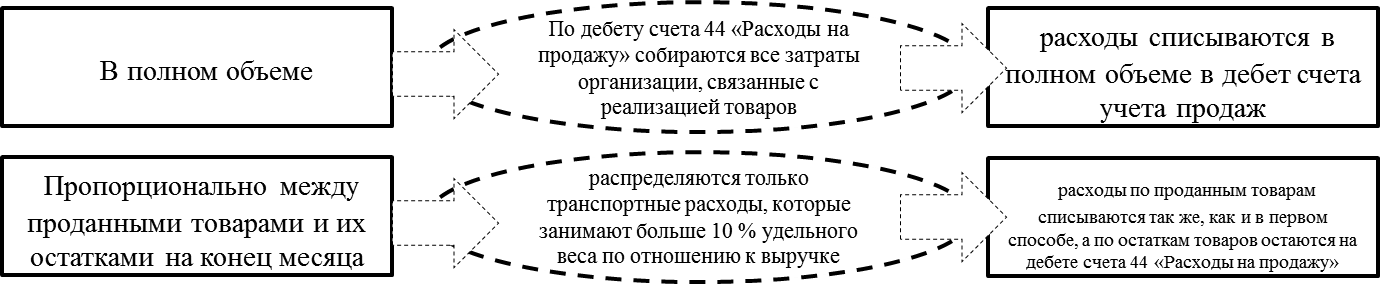 В полном объеме
По дебету счета 44 «Расходы на
продажу» собираются все затраты
организации, связанные с
реализацией товаров
расходы списываются в
полном объеме в дебет счета
учета продаж
Пропорционально между
проданными товарами и их
остатками на конец месяца
распределяются только
транспортные расходы, которые
занимают больше 10 % удельного
веса по отношению к выручке
расходы по проданным товарам
списываются так же, как и в первом
способе, а по остаткам товаров остаются на
дебете счета 44 «Расходы на продажу»